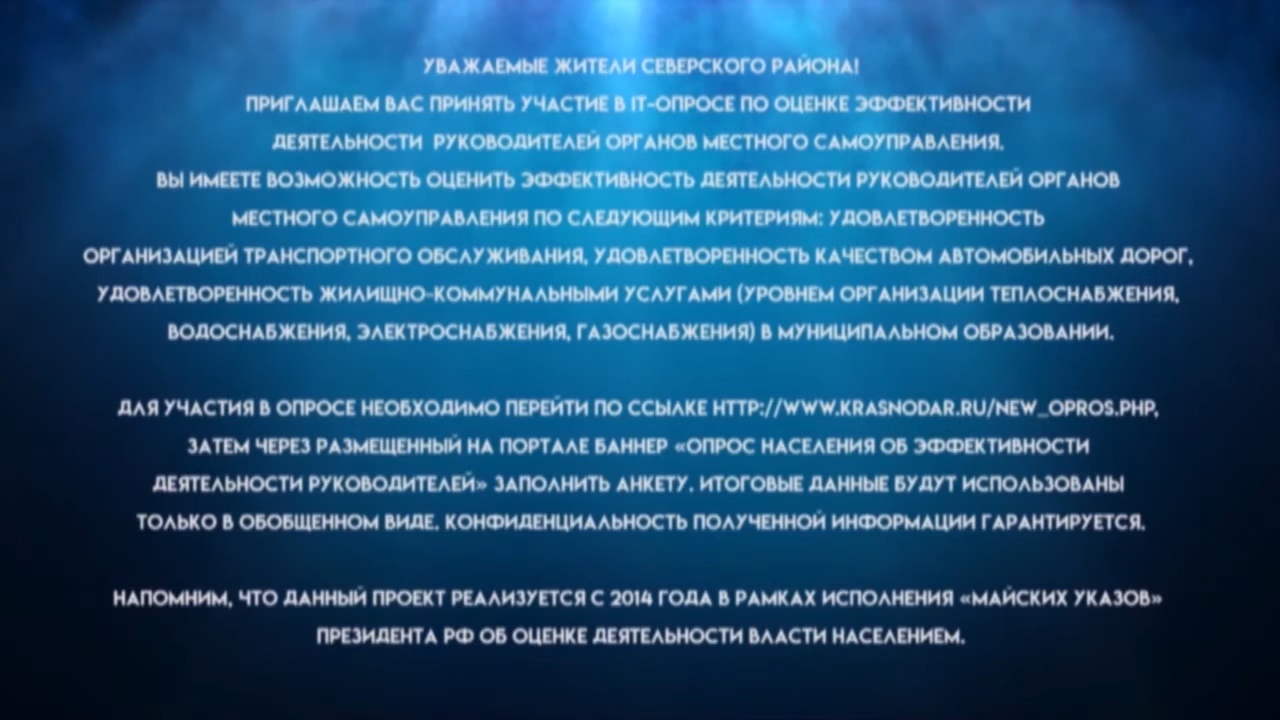 УВАЖАЕМЫЕ ЖИТЕЛИ СЕВЕРСКОГО РАЙОНА!
ПРИГЛАШАЕМ ВАС ПРИНЯТЬ УЧАСТИЕ В IT-ОПРОСЕ ПО ОЦЕНКЕ ЭФФЕКТИВНОСТИ
ДЕЯТЕЛЬНОСТИ РУКОВОДИТЕЛЕЙ ОРГАНОВ МЕСТНОГО САМОУПРАВЛЕНИЯ.
ВЫ ИМЕЕТЕ ВОЗМОЖНОСТЬ ОЦЕНИТЬ ЭФФЕКТИВНОСТЬ ДЕЯТЕЛЬНОСТИ РУКОВОДИТЕЛЕЙ ОРГАНОВ
МЕСТНОГО САМОУПРАВЛЕНИЯ ПО СЛЕДУЮЩИМ КРИТЕРИЯМ: УДОВЛЕТВОРЕННОСТЬ
ОРГАНИЗАЦИЕЙ ТРАНСПОРТНОГО ОБСЛУЖИВАНИЯ, УДОВЛЕТВОРЕННОСТЬ КАЧЕСТВОМ АВТОМОБИЛЬНЫХ ДОРОГ,
УДОВЛЕТВОРЕННОСТЬ ЖИЛИЩНО-КОММУНАЛЬНЫМИ УСЛУГАМИ (УРОВНЕМ ОРГАНИЗАЦИИ ТЕПЛОСНАБЖЕНИЯ,
ВОДОСНАБЖЕНИЯ, ЭЛЕКТРОСНАБЖЕНИЯ, ГАЗОСНАБЖЕНИЯ) В МУНИЦИПАЛЬНОМ ОБРАЗОВАНИИ.
ДЛЯ УЧАСТИЯ В ОПРОСЕ НЕОБХОДИМО ПЕРЕЙТИ ПО ССЫЛКЕ HTTP://WWW.KRASNODAR.RU/NEW_OPROS.PHP,
ЗАТЕМ ЧЕРЕЗ РАЗМЕЩЕННЫЙ НА ПОРТАЛЕ БАННЕР «ОПРОС НАСЕЛЕНИЯ ОБ ЭФФЕКТИВНОСТИ
ДЕЯТЕЛЬНОСТИ РУКОВОДИТЕЛЕЙ» ЗАПОЛНИТЬ АНКЕТУ. ИТОГОВЫЕ ДАННЫЕ БУДУТ ИСПОЛЬЗОВАНЫ
ТОЛЬКО В ОБОБЩЕННОМ ВИДЕ. КОНФИДЕНЦИАЛЬНОСТЬ ПОЛУЧЕННОЙ ИНФОРМАЦИИ ГАРАНТИРУЕТСЯ.
НАПОМНИМ, ЧТО ДАННЫЙ ПРОЕКТ РЕАЛИЗУЕТСЯ С 2014 ГОДА В РАМКАХ ИСПОЛНЕНИЯ «МАЙСКИХ УКАЗОВ»
ПРЕЗИДЕНТА РФ ОБ ОЦЕНКЕ ДЕЯТЕЛЬНОСТИ ВЛАСТИ НАСЕЛЕНИЕМ.